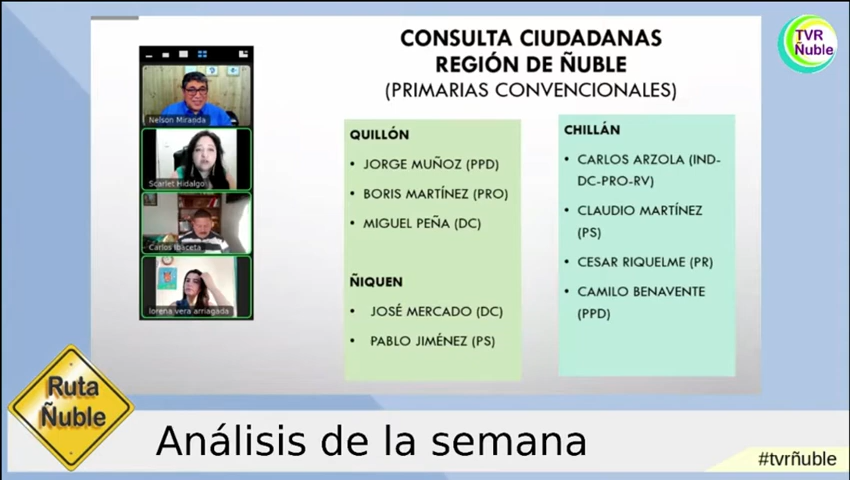 CONSULTA CIUDADANAS
REGIÓN DE ÑUBLE
(PRIMARIAS CONVENCIONALES)
TVR
Ñuble
Nelson Miranda
Scarlet Hidalgo
Carlos Ibaceta
lorena vera arriagada
QUILLÓN
• JORGE MUÑOZ (PPD)
• BORIS MARTÍNEZ (PRO)
• MIGUEL PEÑA (DC)
ÑIQUEN
• JOSÉ MERCADO (DC)
• PABLO JIMÉNEZ (PS)
CHILLÁN
• CARLOS ARZOLA (IND-
DC-PRO-RV)
• CLAUDIO MARTÍNEZ
(PS)
• CESAR RIQUELME (PR)
• CAMILO BENAVENTE
(PPD)
Ruta
Ñuble
Análisis de la semana
#tvrñuble